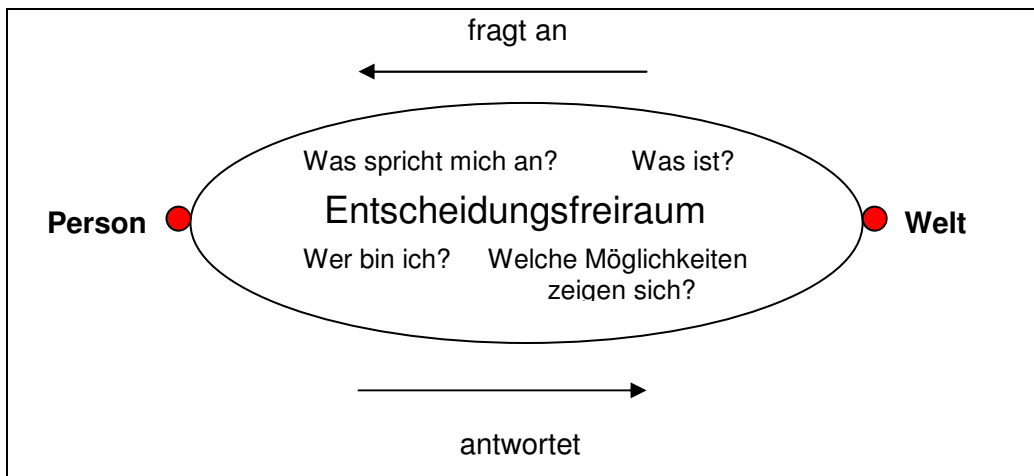 fragt an
Was spricht mich an? Was ist?
Entscheidungsfreiraum
Person Welt
Wer bin ich? Welche Möglichkeiten
zeigen sich?
antwortet